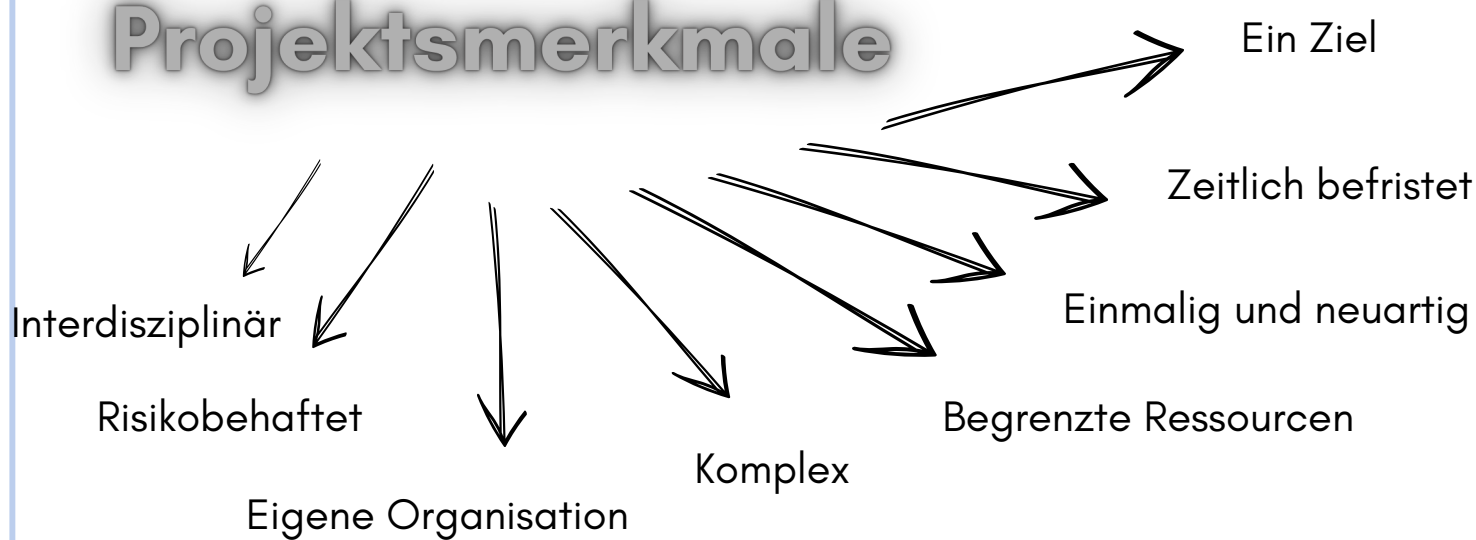 Projektsmerkmale
Ein Ziel
Zeitlich befristet
Einmalig und neuartig
Interdisziplinär
Begrenzte Ressourcen
Risikobehaftet
Komplex
Eigene Organisation